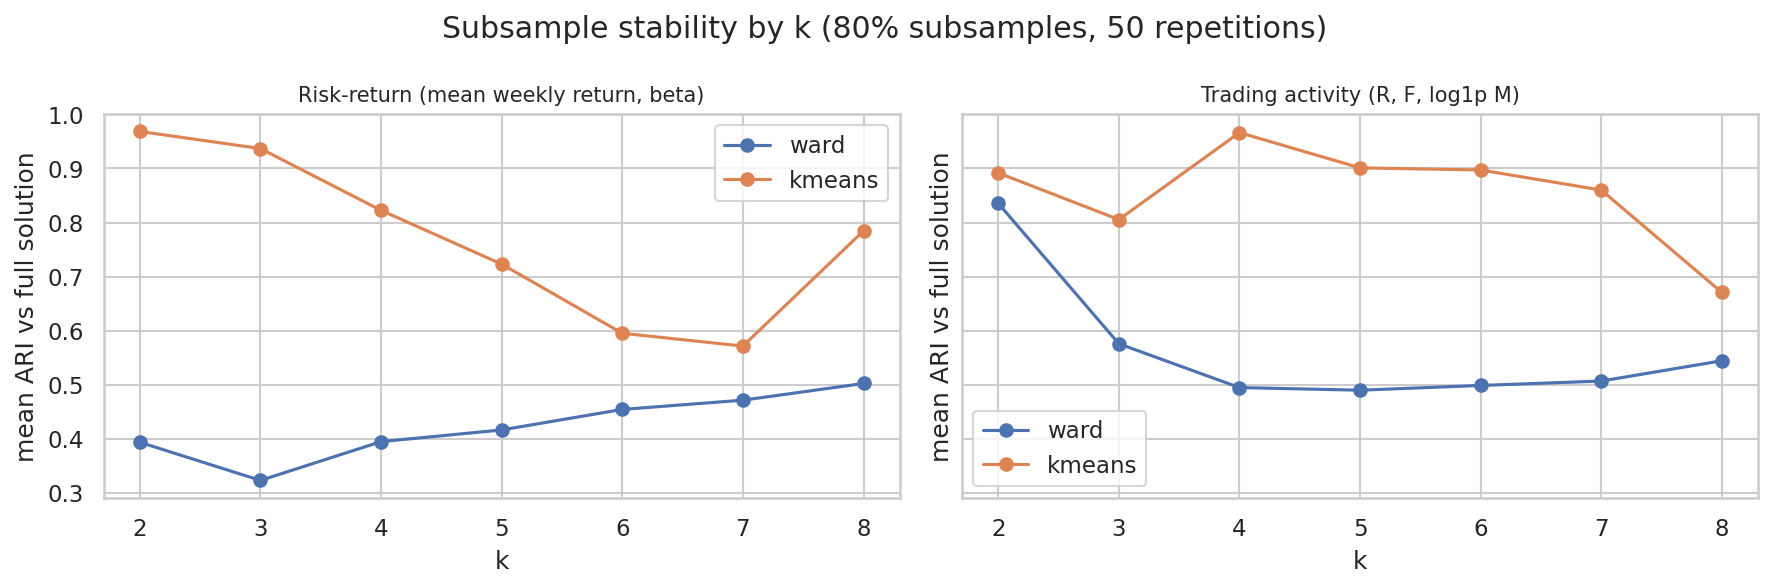 Subsample stability by k (80% subsamples, 50 repetitions)
Risk-return (mean weekly return, beta)
mean ARI vs full solution
1.0
0.9
0.8
0.7
0.6
0.5
0.4
0.3
ward
kmeans
2 3 4 5 6 7 8
k
Trading activity (R, F, log1p M)
mean ARI vs full solution
ward
kmeans
2 3 4 5 6 7 8
k